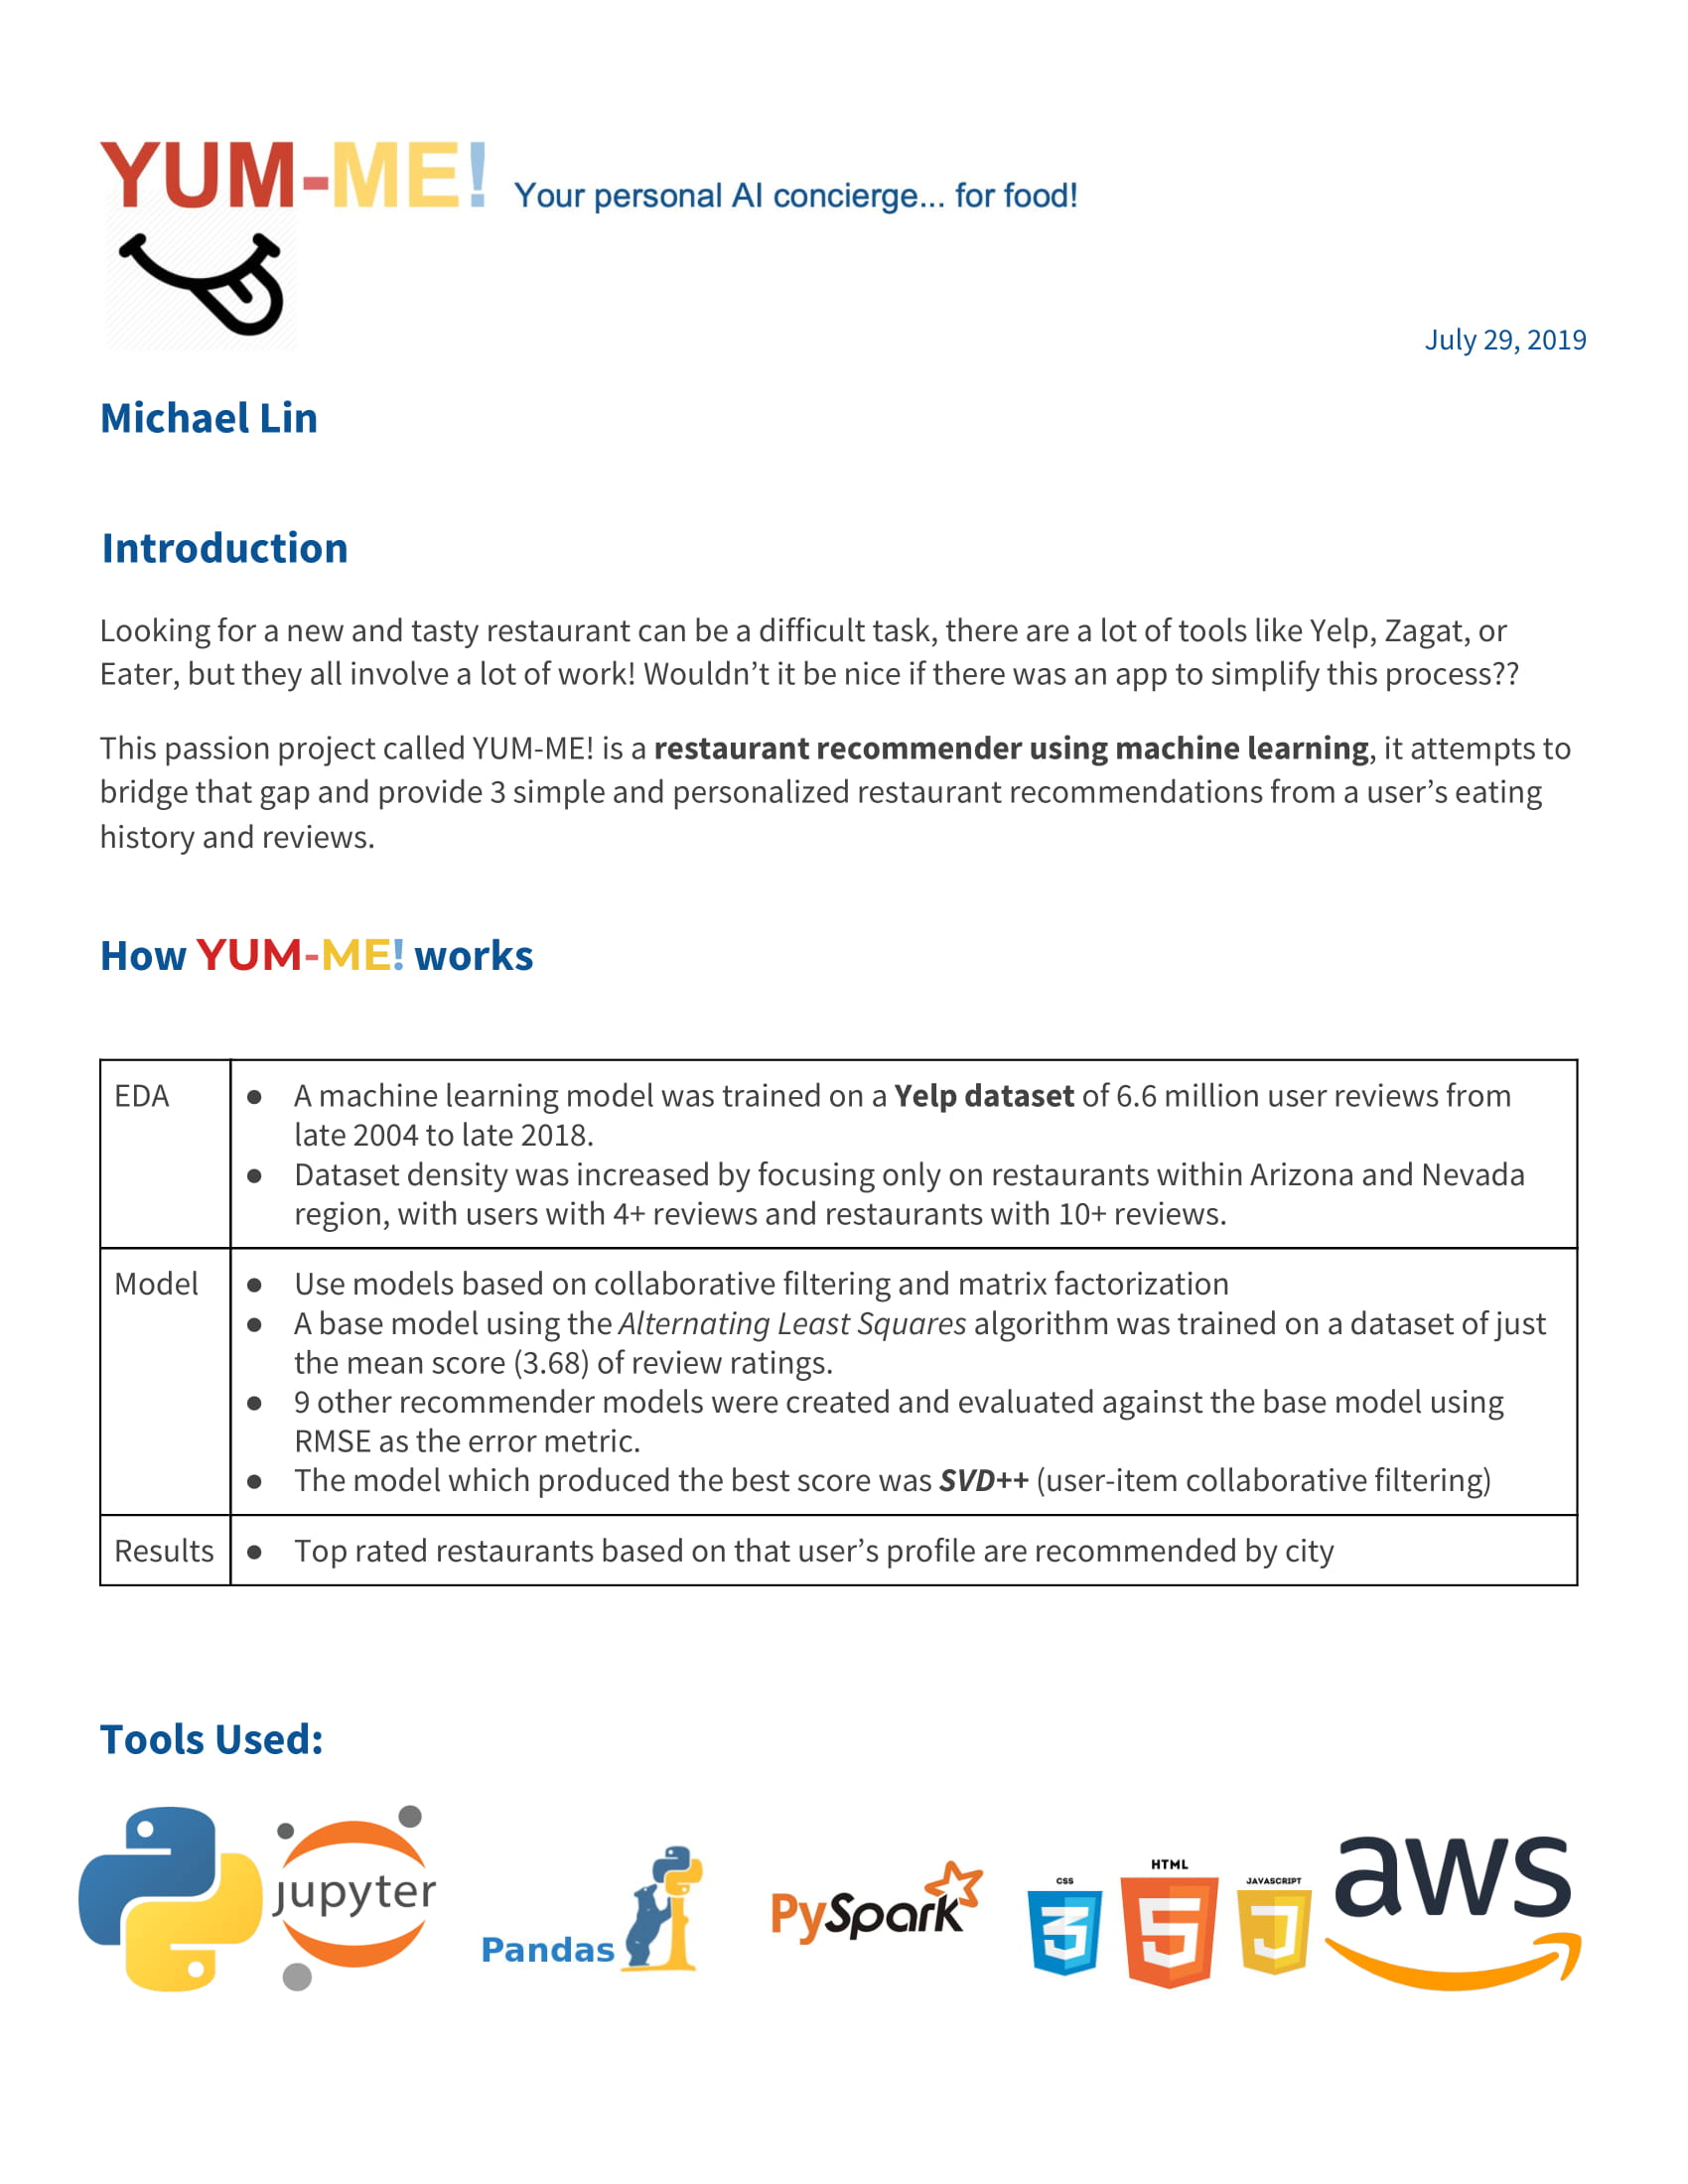 YUM-ME! Your personal AI concierge... for food!
July 29, 2019
Michael Lin
Introduction
Looking for a new and tasty restaurant can be a difficult task, there are a lot of tools like Yelp, Zagat, or
Eater, but they all involve a lot of work! Wouldn’t it be nice if there was an app to simplify this process??
This passion project called YUM-ME! is a restaurant recommender using machine learning, it attempts to
bridge that gap and provide 3 simple and personalized restaurant recommendations from a user’s eating
history and reviews.
How YUM-ME! works
EDA
● A machine learning model was trained on a Yelp dataset of 6.6 million user reviews from
late 2004 to late 2018.
● Dataset density was increased by focusing only on restaurants within Arizona and Nevada
region, with users with 4+ reviews and restaurants with 10+ reviews.
Model
● Use models based on collaborative filtering and matrix factorization
● A base model using the Alternating Least Squares algorithm was trained on a dataset of just
the mean score (3.68) of review ratings.
● 9 other recommender models were created and evaluated against the base model using
RMSE as the error metric.
● The model which produced the best score was SVD++ (user-item collaborative filtering)
Results
● Top rated restaurants based on that user’s profile are recommended by city
Tools Used:
jupyter
Pandas
PySpark
CSS
3
HTML
5
JAVASCRIPT
J
aws